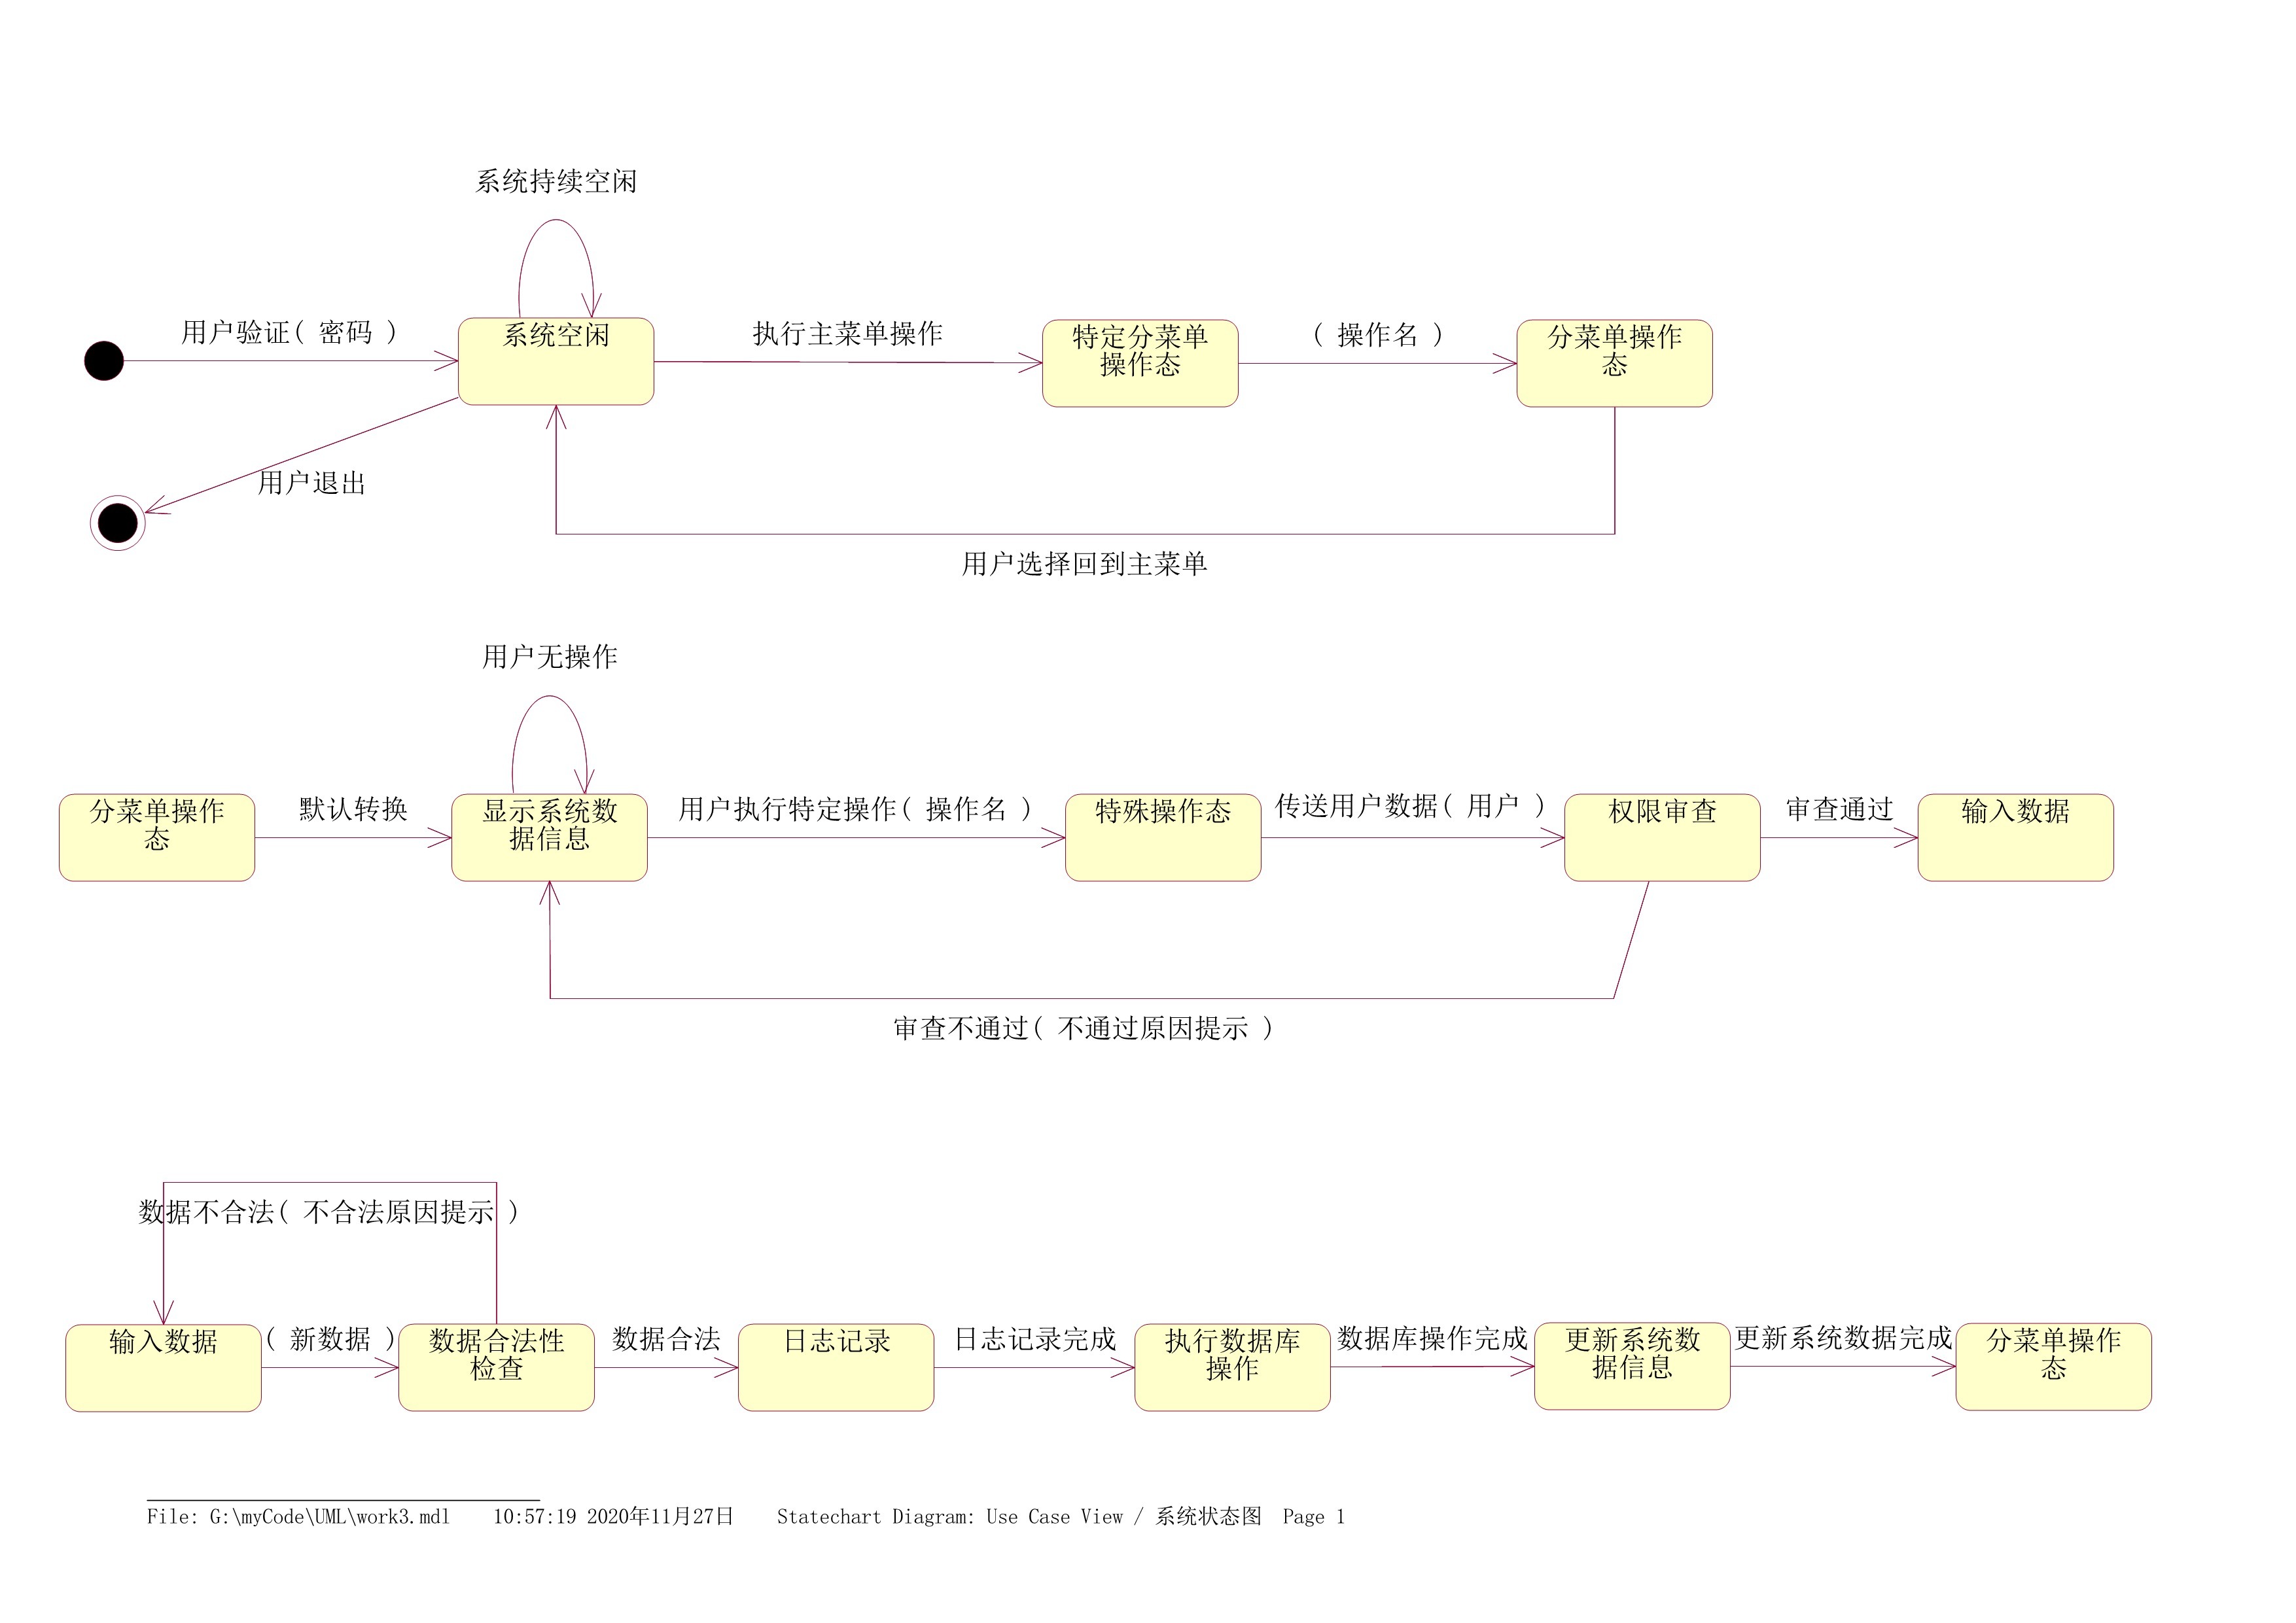 系统持续空闲
用户验证( 密码 )
系统空闲
执行主菜单操作
特定分菜单
操作态
( 操作名 )
分菜单操作
态
用户退出
用户选择回到主菜单
用户无操作
分菜单操作
态
默认转换
显示系统数
据信息
用户执行特定操作( 操作名 )
特殊操作态
传送用户数据( 用户 )
权限审查
审查通过
输入数据
审查不通过( 不通过原因提示 )
数据不合法( 不合法原因提示 )
输入数据
( 新数据 )
数据合法性
检查
数据合法
日志记录
日志记录完成
执行数据库
操作
数据库操作完成
更新系统数
据信息
更新系统数据完成
分菜单操作
态
File: G:\myCode\UML\work3.mdl    10:57:19 2020年11月27日    Statechart Diagram: Use Case View / 系统状态图  Page 1